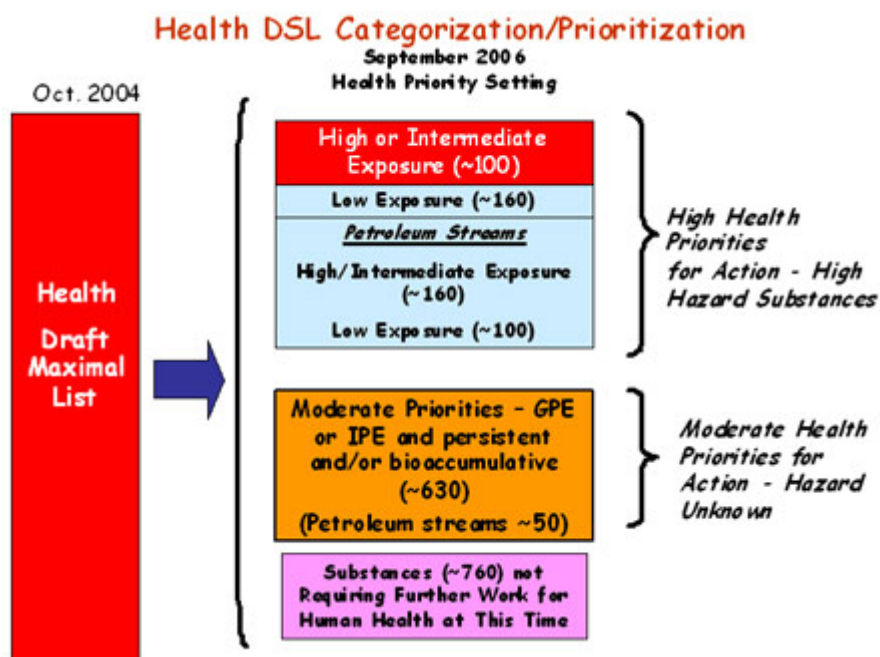 Health DSL Categorization/Prioritization
September 2006
Health Priority Setting
Oct. 2004
Health
Draft
Maximal
List
High or Intermediate
Exposure (~100)
Low Exposure (~160)
Petroleum Streams
High/Intermediate Exposure
(~160)
Low Exposure (~100)
High Health
Priorities
for Action - High
Hazard Substances
Moderate Priorities - GPE
or IPE and persistent
and/or bioaccumulative
(~630)
(Petroleum streams ~50)
Moderate Health
Priorities for
Action - Hazard
Unknown
Substances (~760) not
Requiring Further Work for
Human Health at This Time